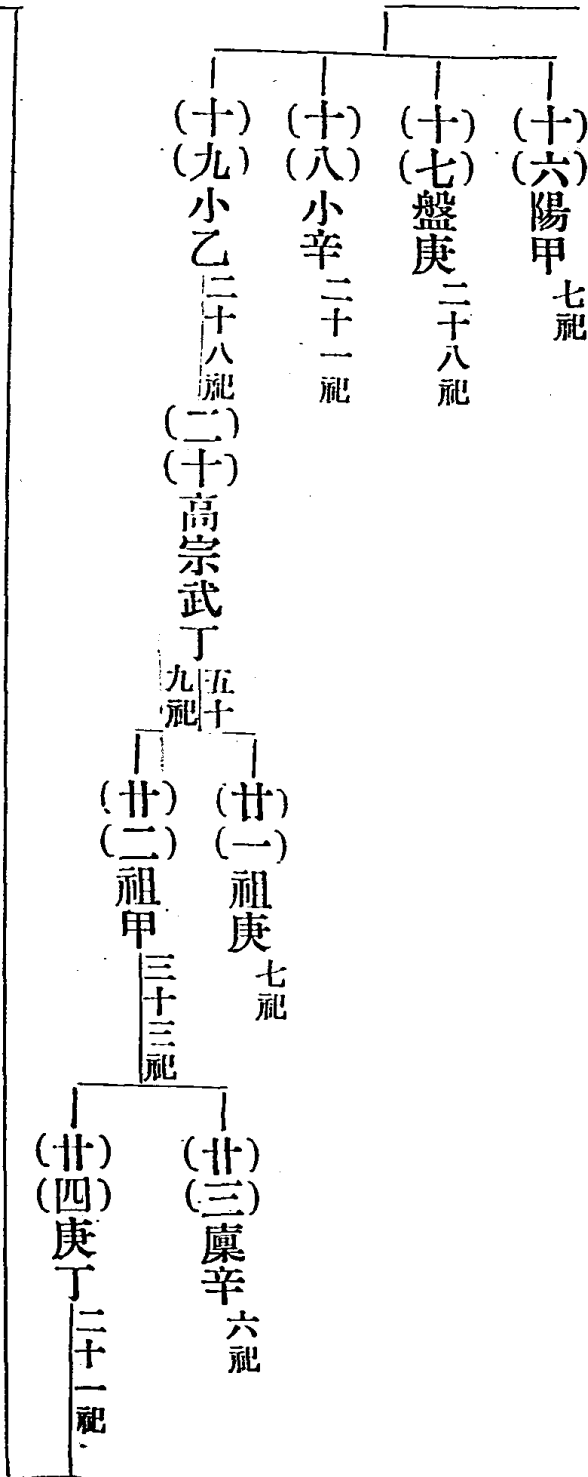 (十)(六)陽甲 七祀
(十)(七)盤庚 二十八祀
(十)(八)小辛 二十一祀
(十)(九)小乙 二十八祀
(二)(十)高宗武丁 五十九祀
(廿)(一)祖庚 七祀
(廿)(二)祖甲 三十三祀
(廿)(三)廩辛 六祀
(廿)(四)庚丁 二十一祀